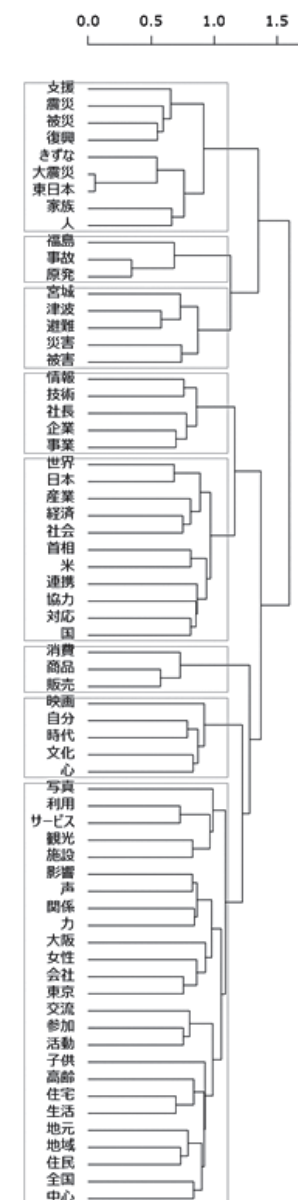 0.0 0.5 1.0 1.5
支援
震災
被災
復興
きずな
大震災
東日本
家族
人
福島
事故
原発
宮城
津波
避難
災害
被害
情報
技術
社長
企業
事業
世界
日本
産業
経済
社会
首相
米
連携
協力
対応
国
消費
商品
販売
映画
自分
時代
文化
心
写真
利用
サービス
観光
施設
影響
声
関係
力
大阪
女性
会社
東京
交流
参加
活動
子供
高齢
住宅
生活
地元
地域
住民
全国
中心